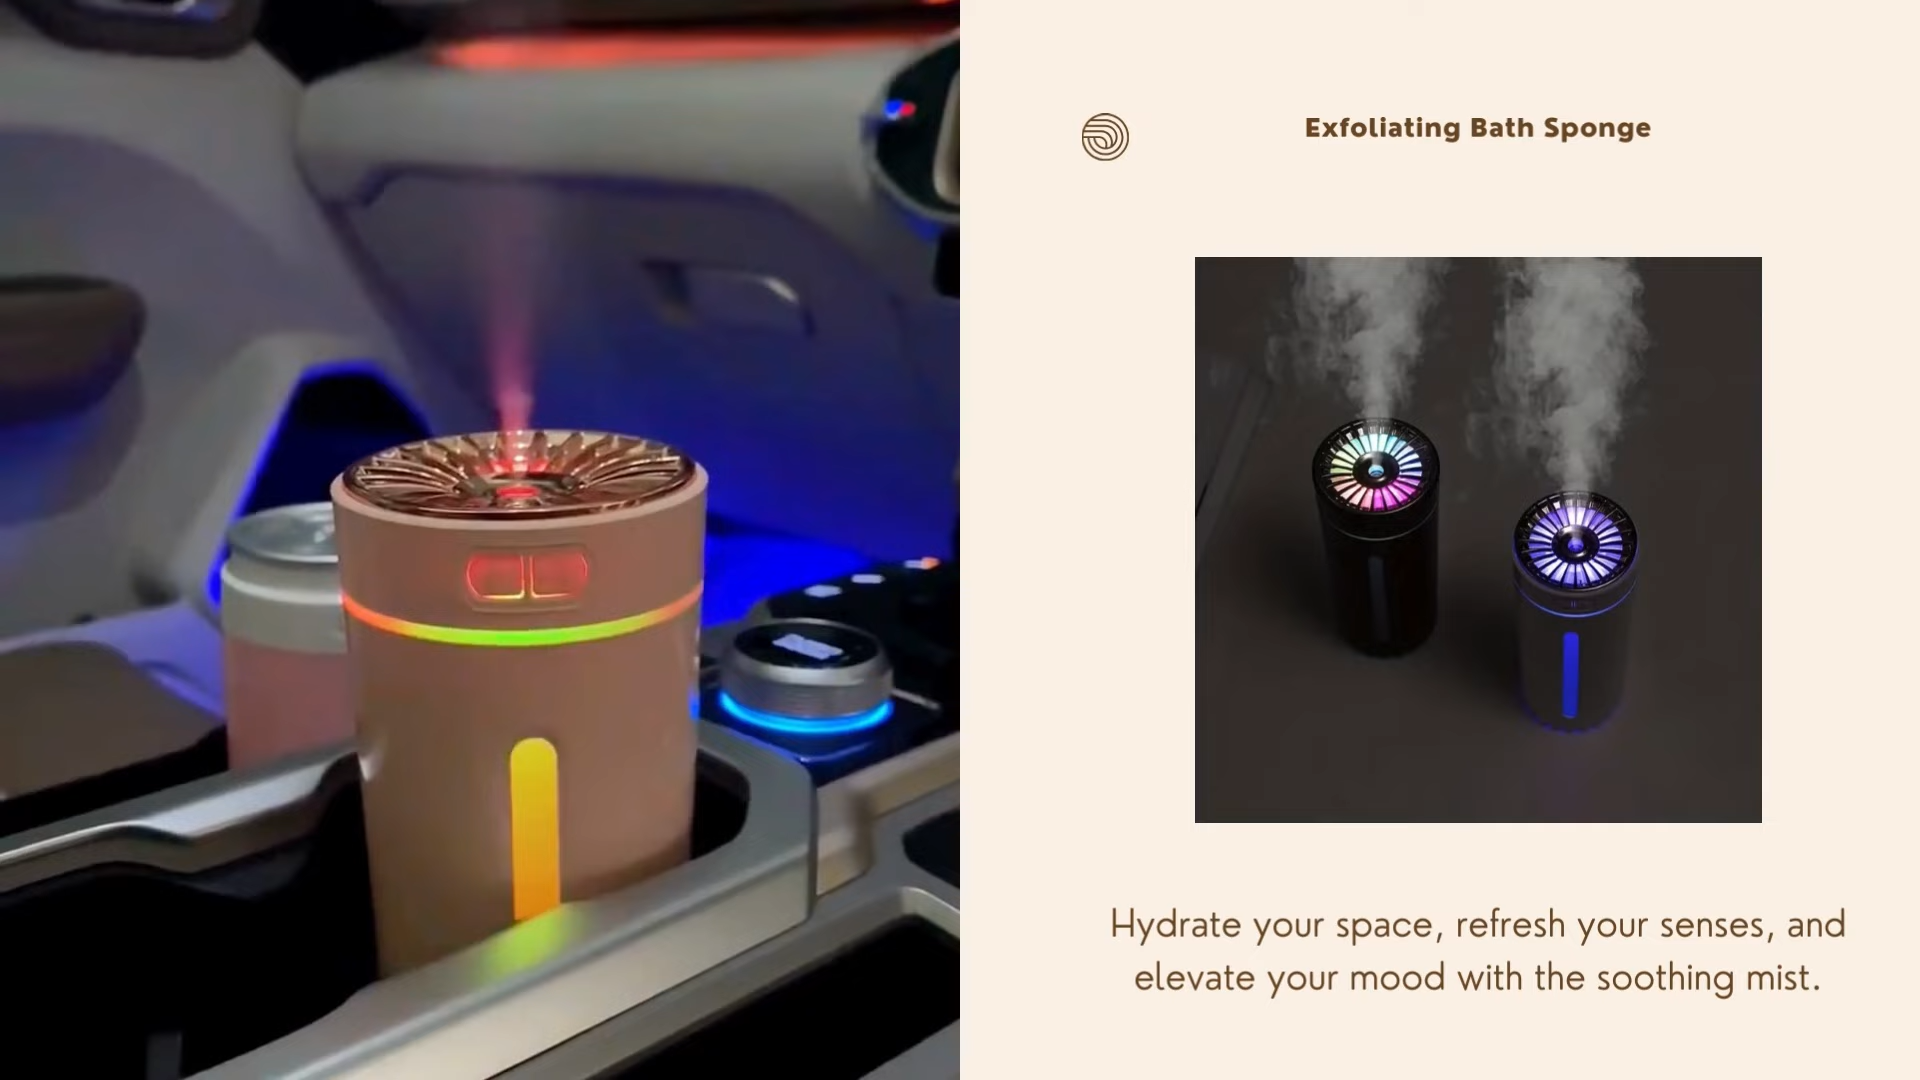 Exfoliating Bath Sponge
Hydrate your space, refresh your senses, and
elevate your mood with the soothing mist.